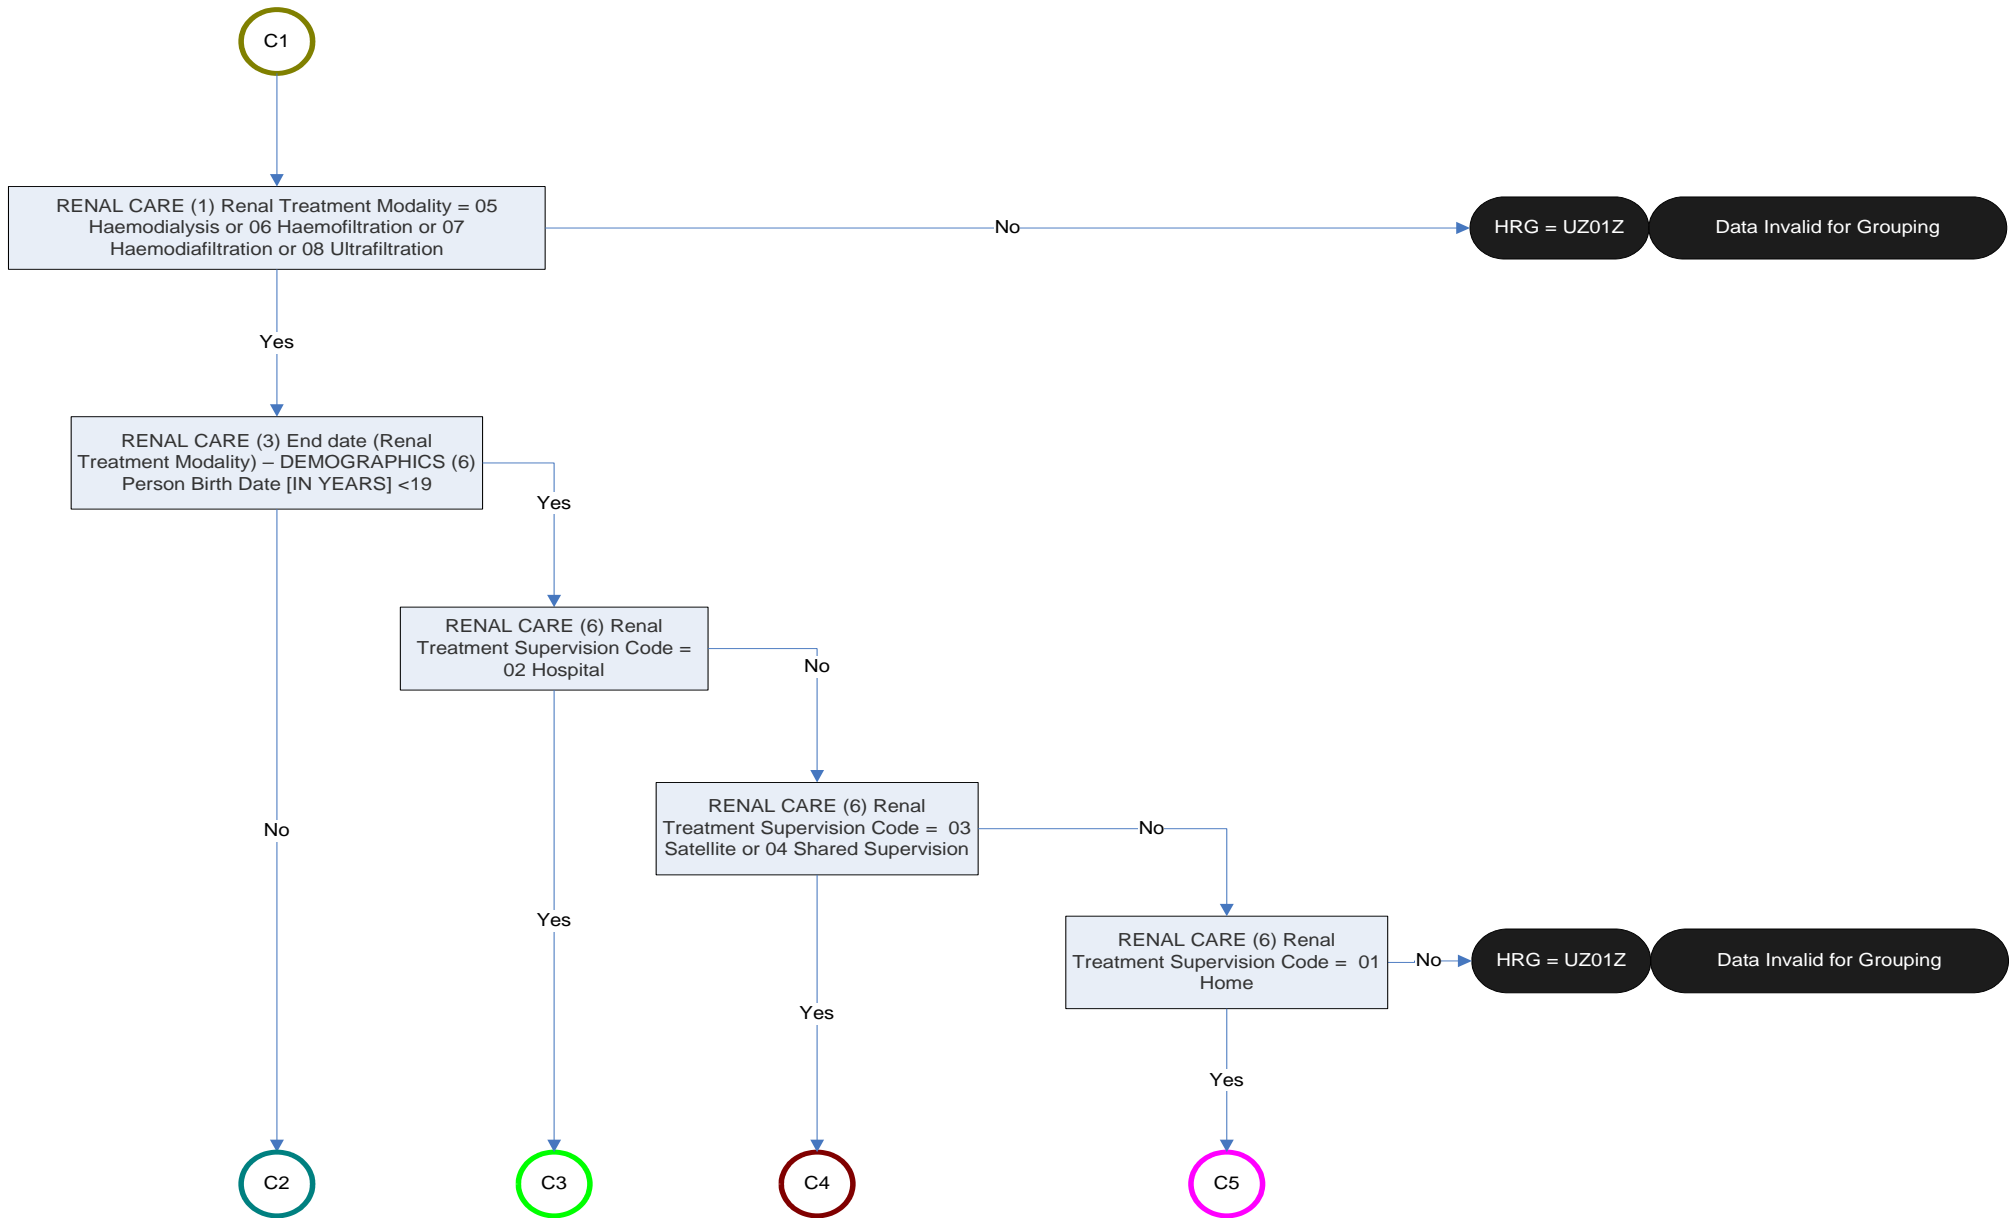 C1
RENAL CARE (1) Renal Treatment Modality = 05
Haemodialysis or 06 Haemofiltration or 07
Haemodiafiltration or 08 Ultrafiltration
No
HRG = UZ01Z
Data Invalid for Grouping
Yes
RENAL CARE (3) End date (Renal
Treatment Modality) – DEMOGRAPHICS (6)
Person Birth Date [IN YEARS] <19
Yes
RENAL CARE (6) Renal
Treatment Supervision Code =
02 Hospital
No
RENAL CARE (6) Renal
Treatment Supervision Code =  03
Satellite or 04 Shared Supervision
No
No
Yes
RENAL CARE (6) Renal
Treatment Supervision Code =  01
Home
No
HRG = UZ01Z
Data Invalid for Grouping
Yes
Yes
C2
C3
C4
C5